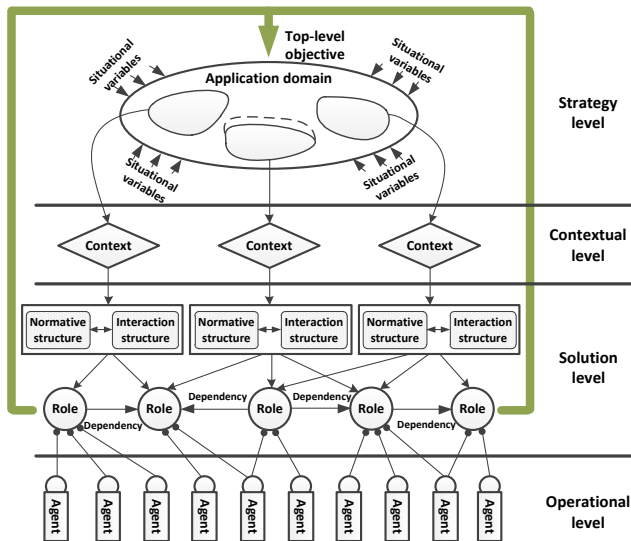 Top-level
objective
Situational
variables
Situational
variables
Application domain
Strategy
level
Situational
variables
Situational
variables
Context
Context
Context
Contextual
level
Normative
structure
Interaction
structure
Normative
structure
Interaction
structure
Normative
structure
Interaction
structure
Solution
level
Dependency
Dependency
Role
Role
Role
Role
Role
Dependency
Dependency
Agent
Agent
Agent
Agent
Agent
Agent
Agent
Agent
Agent
Agent
Operational
level